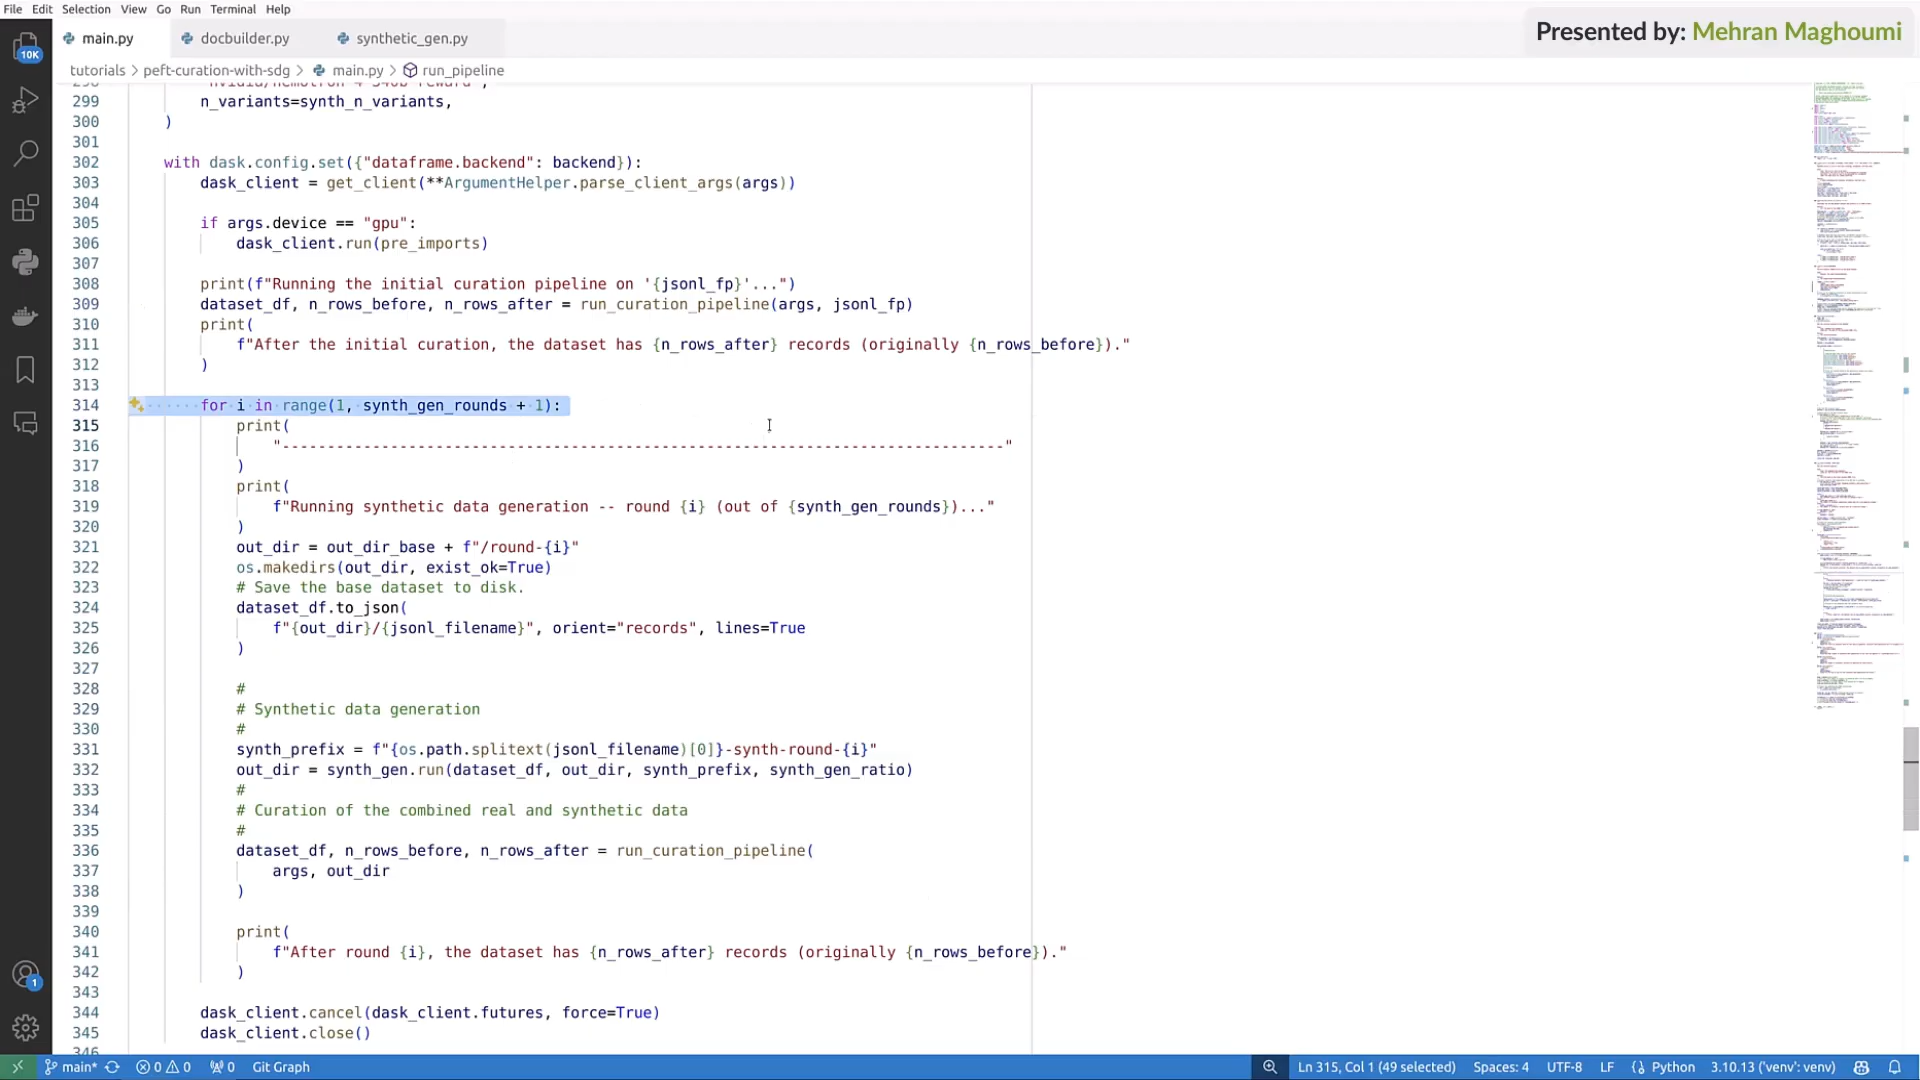 File Edit Selection View Go Run Terminal Help
main.py docbuilder.py synthetic_gen.py
Presented by: Mehran Maghoumi
tutorials > peft-curation-with-sdg > main.py > run_pipeline
299 n_variants=synth_n_variants,
300 )
301
302 with dask.config.set({"dataframe.backend": backend}):
303 dask_client = get_client(**ArgumentHelper.parse_client_args(args))
304
305 if args.device == "gpu":
306 dask_client.run(pre_imports)
307
308 print(f"Running the initial curation pipeline on '{jsonl_fp}'...")
309 dataset_df, n_rows_before, n_rows_after = run_curation_pipeline(args, jsonl_fp)
310 print(
311 f"After the initial curation, the dataset has {n_rows_after} records (originally {n_rows_before})."
312 )
313
314 for i in range(1, synth_gen_rounds + 1):
315 print(
316 "--------------------------------------------------------------------------------"
317 )
318 print(
319 f"Running synthetic data generation -- round {i} (out of {synth_gen_rounds})..."
320 )
321 out_dir = out_dir_base + f"/round-{i}"
322 os.makedirs(out_dir, exist_ok=True)
323 # Save the base dataset to disk.
324 dataset_df.to_json(
325 f"{out_dir}/{jsonl_filename}", orient="records", lines=True
326 )
327
328 #
329 # Synthetic data generation
330 #
331 synth_prefix = f"{os.path.splitext(jsonl_filename)[0]}-synth-round-{i}"
332 out_dir = synth_gen.run(dataset_df, out_dir, synth_prefix, synth_gen_ratio)
333 #
334 # Curation of the combined real and synthetic data
335 #
336 dataset_df, n_rows_before, n_rows_after = run_curation_pipeline(
337 args, out_dir
338 )
339
340 print(
341 f"After round {i}, the dataset has {n_rows_after} records (originally {n_rows_before})."
342 )
343
344 dask_client.cancel(dask_client.futures, force=True)
345 dask_client.close()
10K
1
main* 0 0 0 Git Graph Ln 315, Col 1 (49 selected) Spaces: 4 UTF-8 LF Python 3.10.13 ('venv': venv)